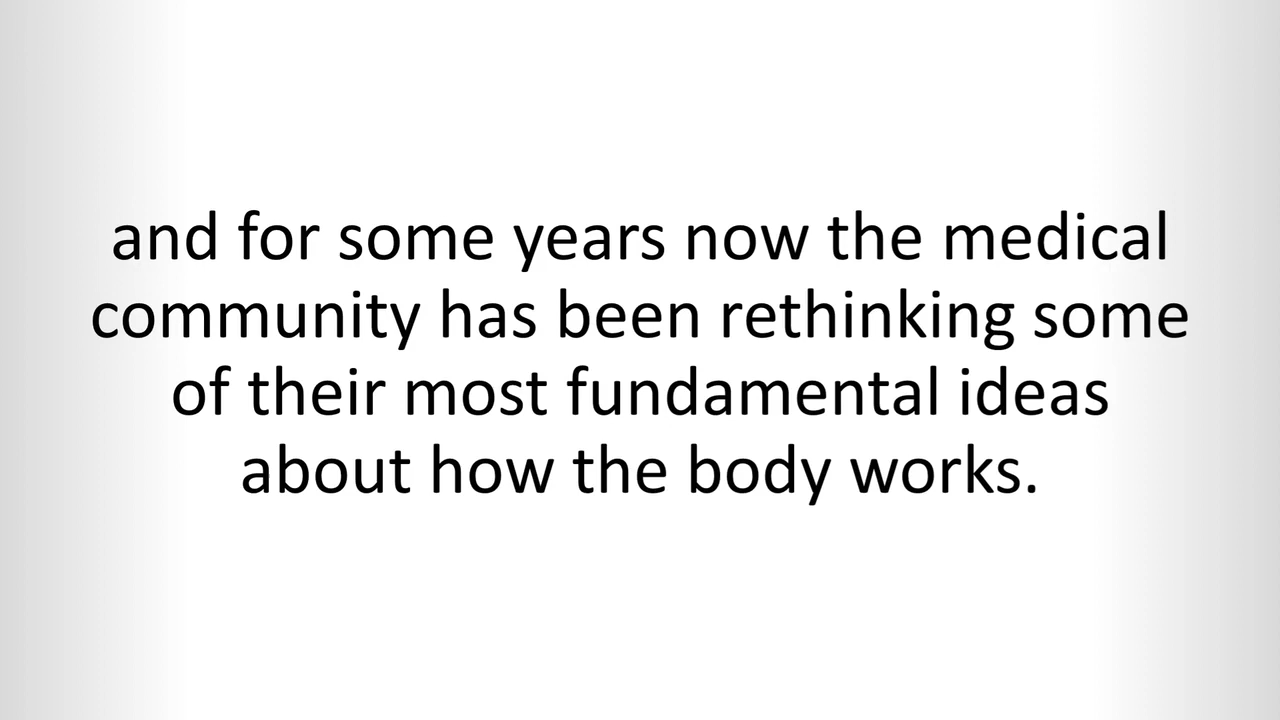 and for some years now the medical
community has been rethinking some
of their most fundamental ideas
about how the body works.